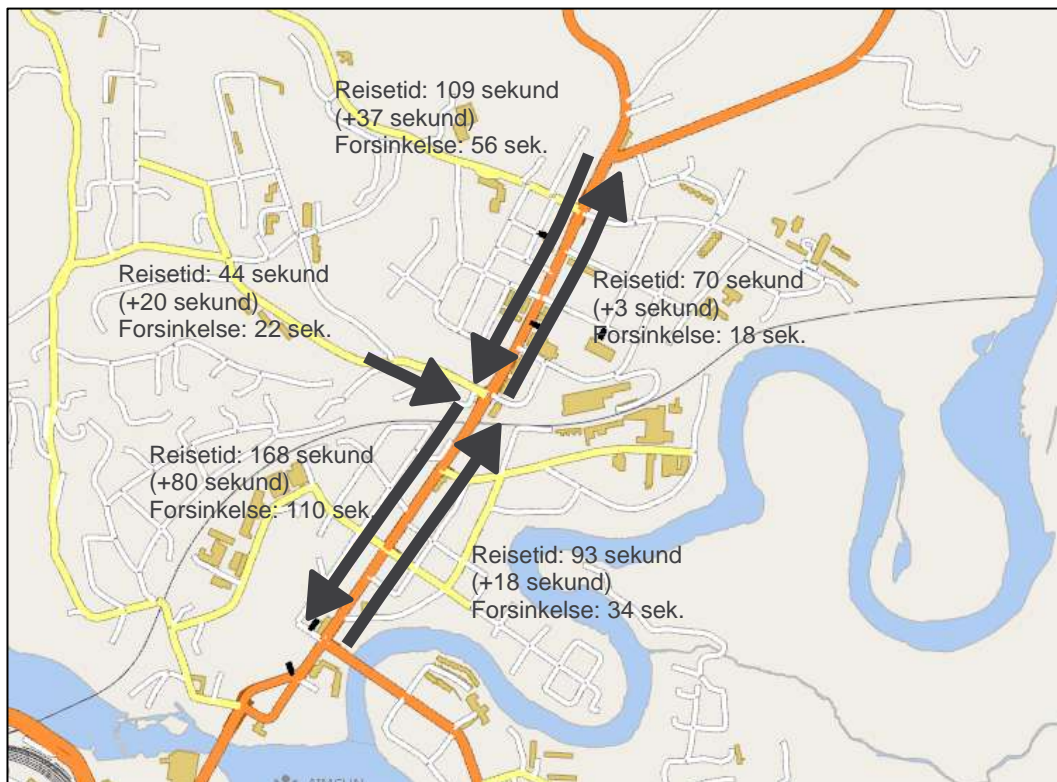 Reisetid: 109 sekund
(+37 sekund)
Forsinkelse: 56 sek.
Reisetid: 44 sekund
(+20 sekund)
Forsinkelse: 22 sek.
Reisetid: 70 sekund
(+3 sekund)
Forsinkelse: 18 sek.
Reisetid: 168 sekund
(+80 sekund)
Forsinkelse: 110 sek.
Reisetid: 93 sekund
(+18 sekund)
Forsinkelse: 34 sek.